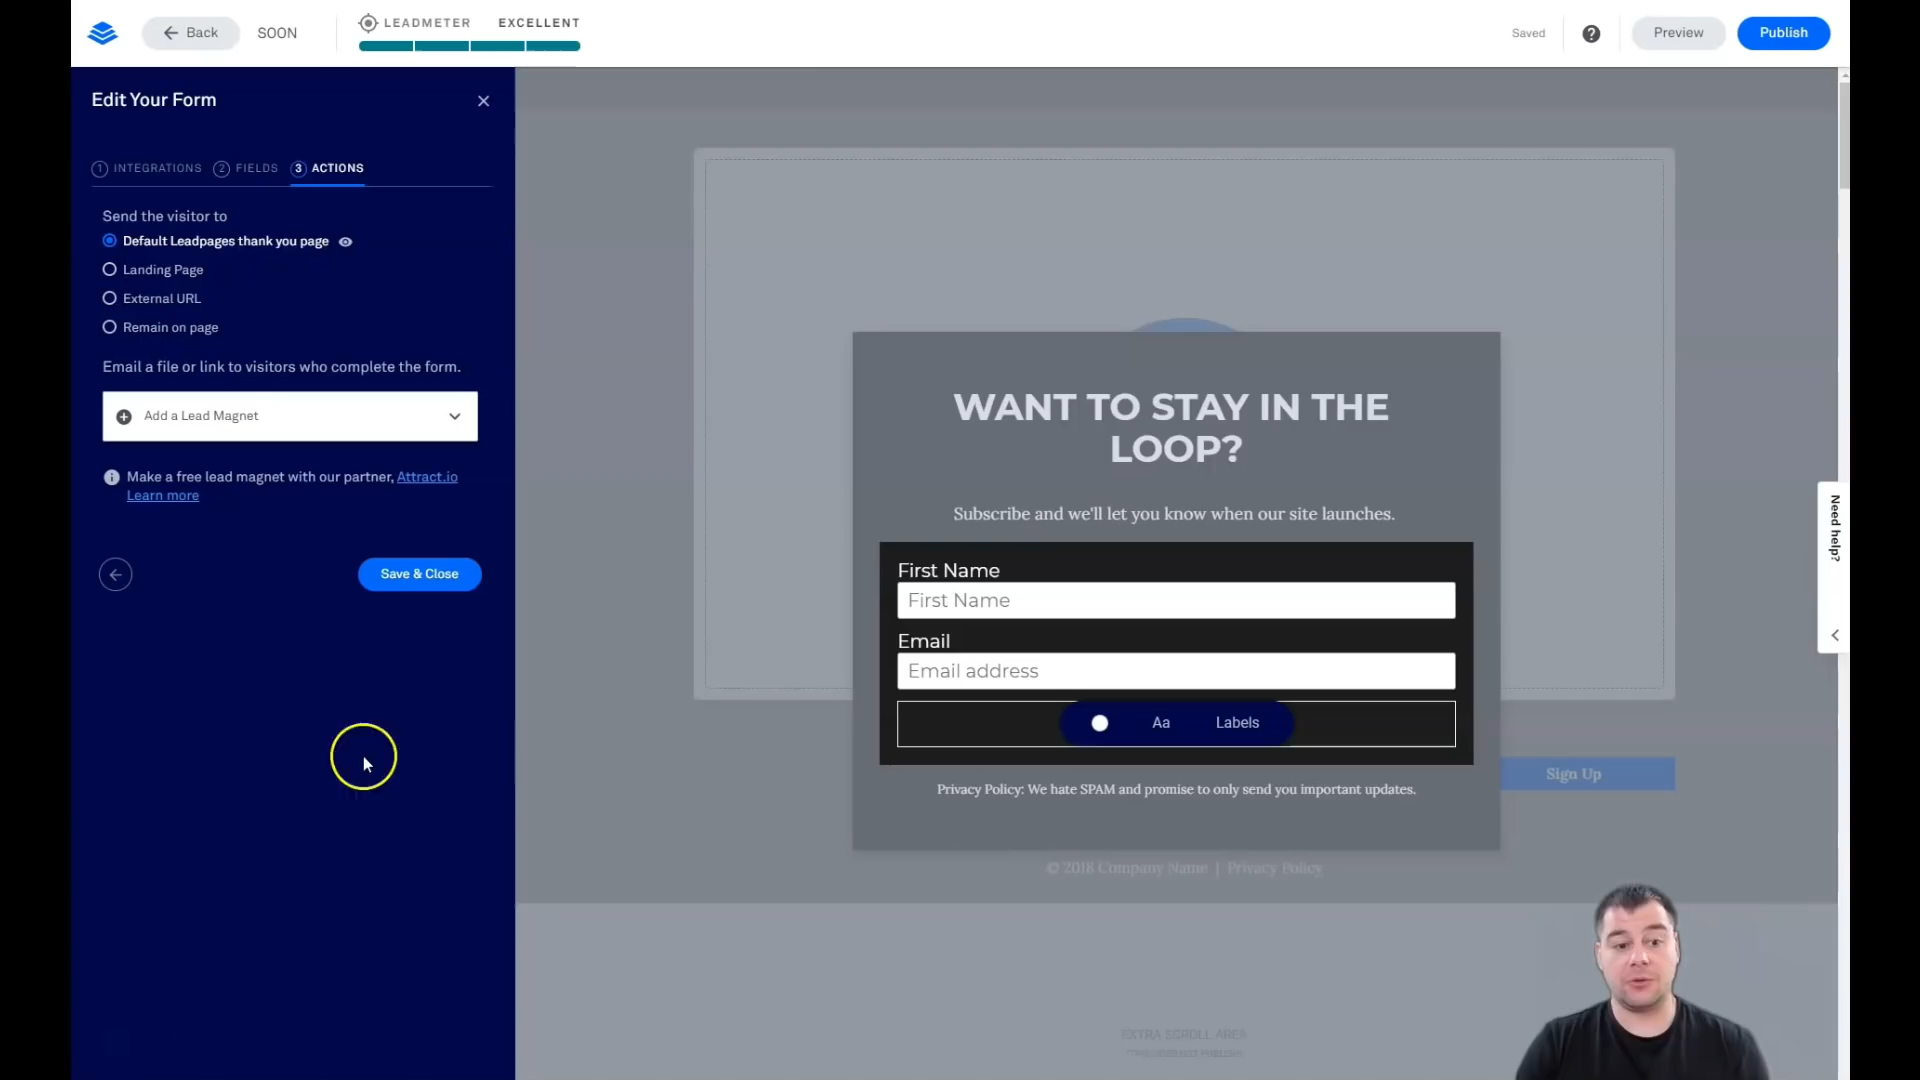 Back
SOON
LEADMETER
EXCELLENT
Saved
?
Preview
Publish
Edit Your Form
1 INTEGRATIONS
2 FIELDS
3 ACTIONS
Send the visitor to
Default Leadpages thank you page
Landing Page
External URL
Remain on page
Email a file or link to visitors who complete the form.
Add a Lead Magnet
Make a free lead magnet with our partner, Attract.io
Learn more
Save & Close
WANT TO STAY IN THE
LOOP?
Subscribe and we'll let you know when our site launches.
First Name
First Name
Email
Email address
Aa
Labels
Privacy Policy: We hate SPAM and promise to only send you important updates.
Sign Up
© 2018 Company Name | Privacy Policy
EXTRA SCROLL AREA
Need help?